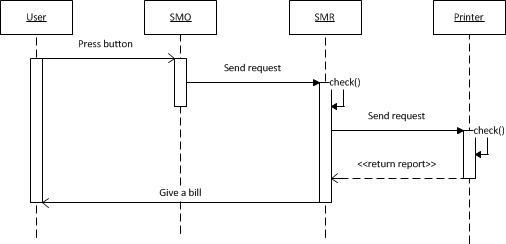 User
SMO
SMR
Printer
Press button
Send request
check()
Send request
check()
<<return report>>
Give a bill